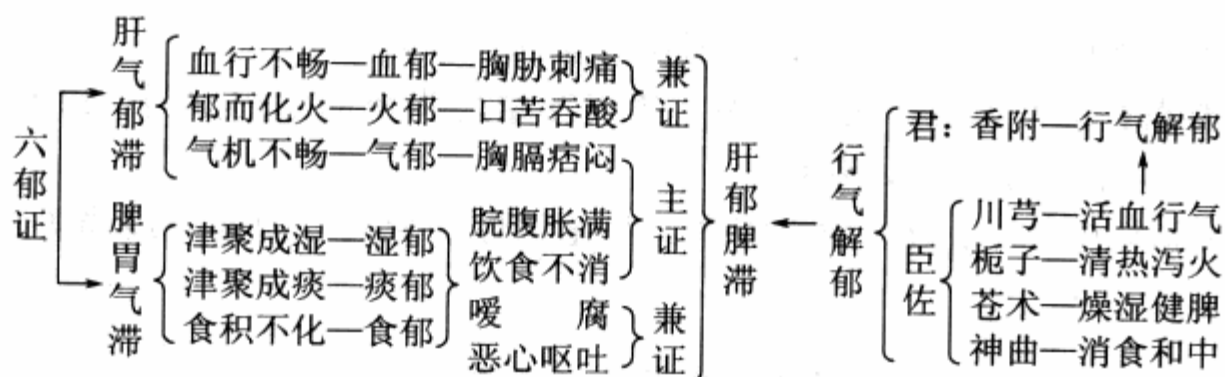 六郁证
肝气郁滞
血行不畅—血郁—胸胁刺痛
郁而化火—火郁—口苦吞酸
兼证
气机不畅—气郁—胸膈痞闷
脾胃气滞
津聚成湿—湿郁
津聚成痰—痰郁
食积不化—食郁
脘腹胀满
饮食不消
主证
嗳 腐
恶心呕吐
兼证
肝郁脾滞
行气解郁
君：香附—行气解郁
臣佐
川芎—活血行气
栀子—清热泻火
苍术—燥湿健脾
神曲—消食和中